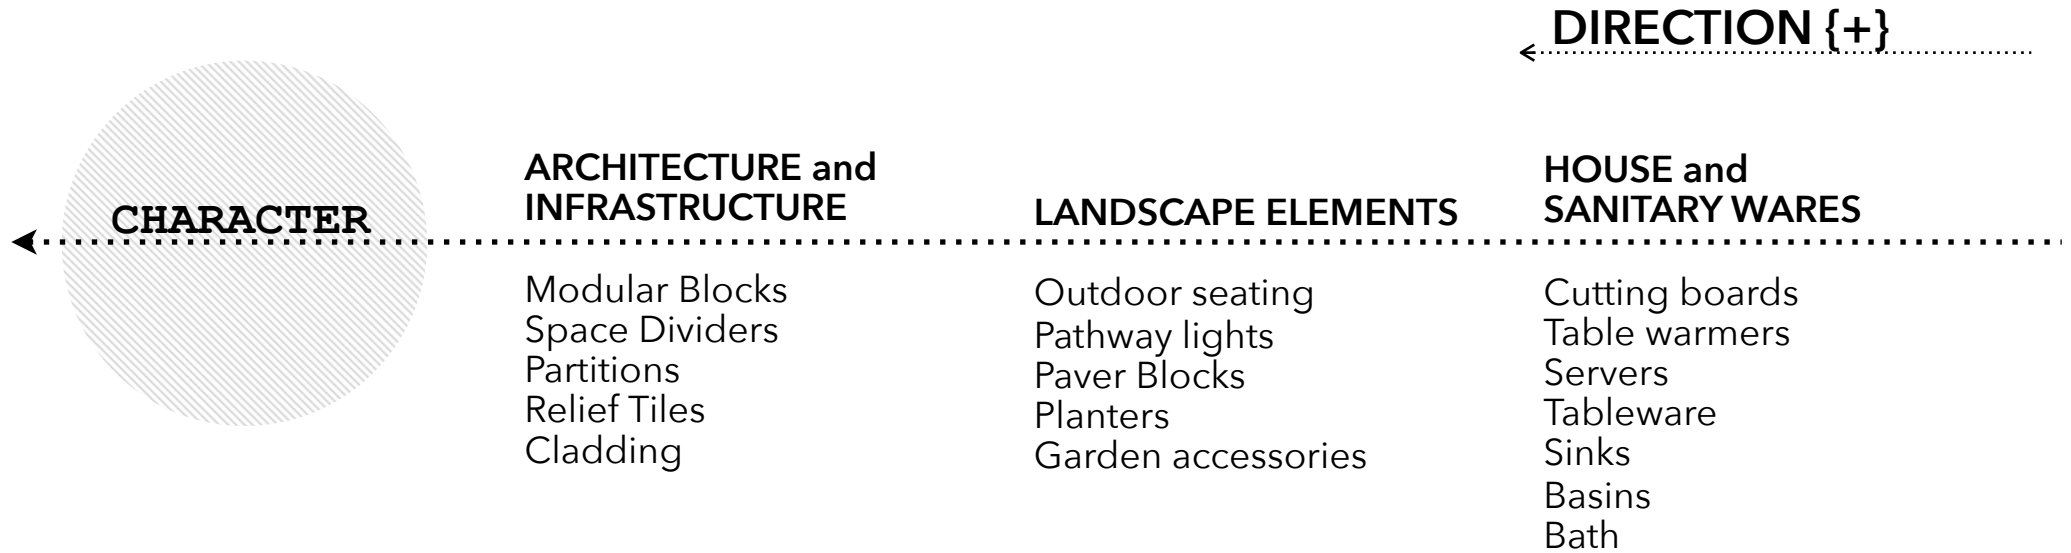 DIRECTION {+}
CHARACTER
ARCHITECTURE and
INFRASTRUCTURE
Modular Blocks
Space Dividers
Partitions
Relief Tiles
Cladding
LANDSCAPE ELEMENTS
Outdoor seating
Pathway lights
Paver Blocks
Planters
Garden accessories
HOUSE and
SANITARY WARES
Cutting boards
Table warmers
Servers
Tableware
Sinks
Basins
Bath